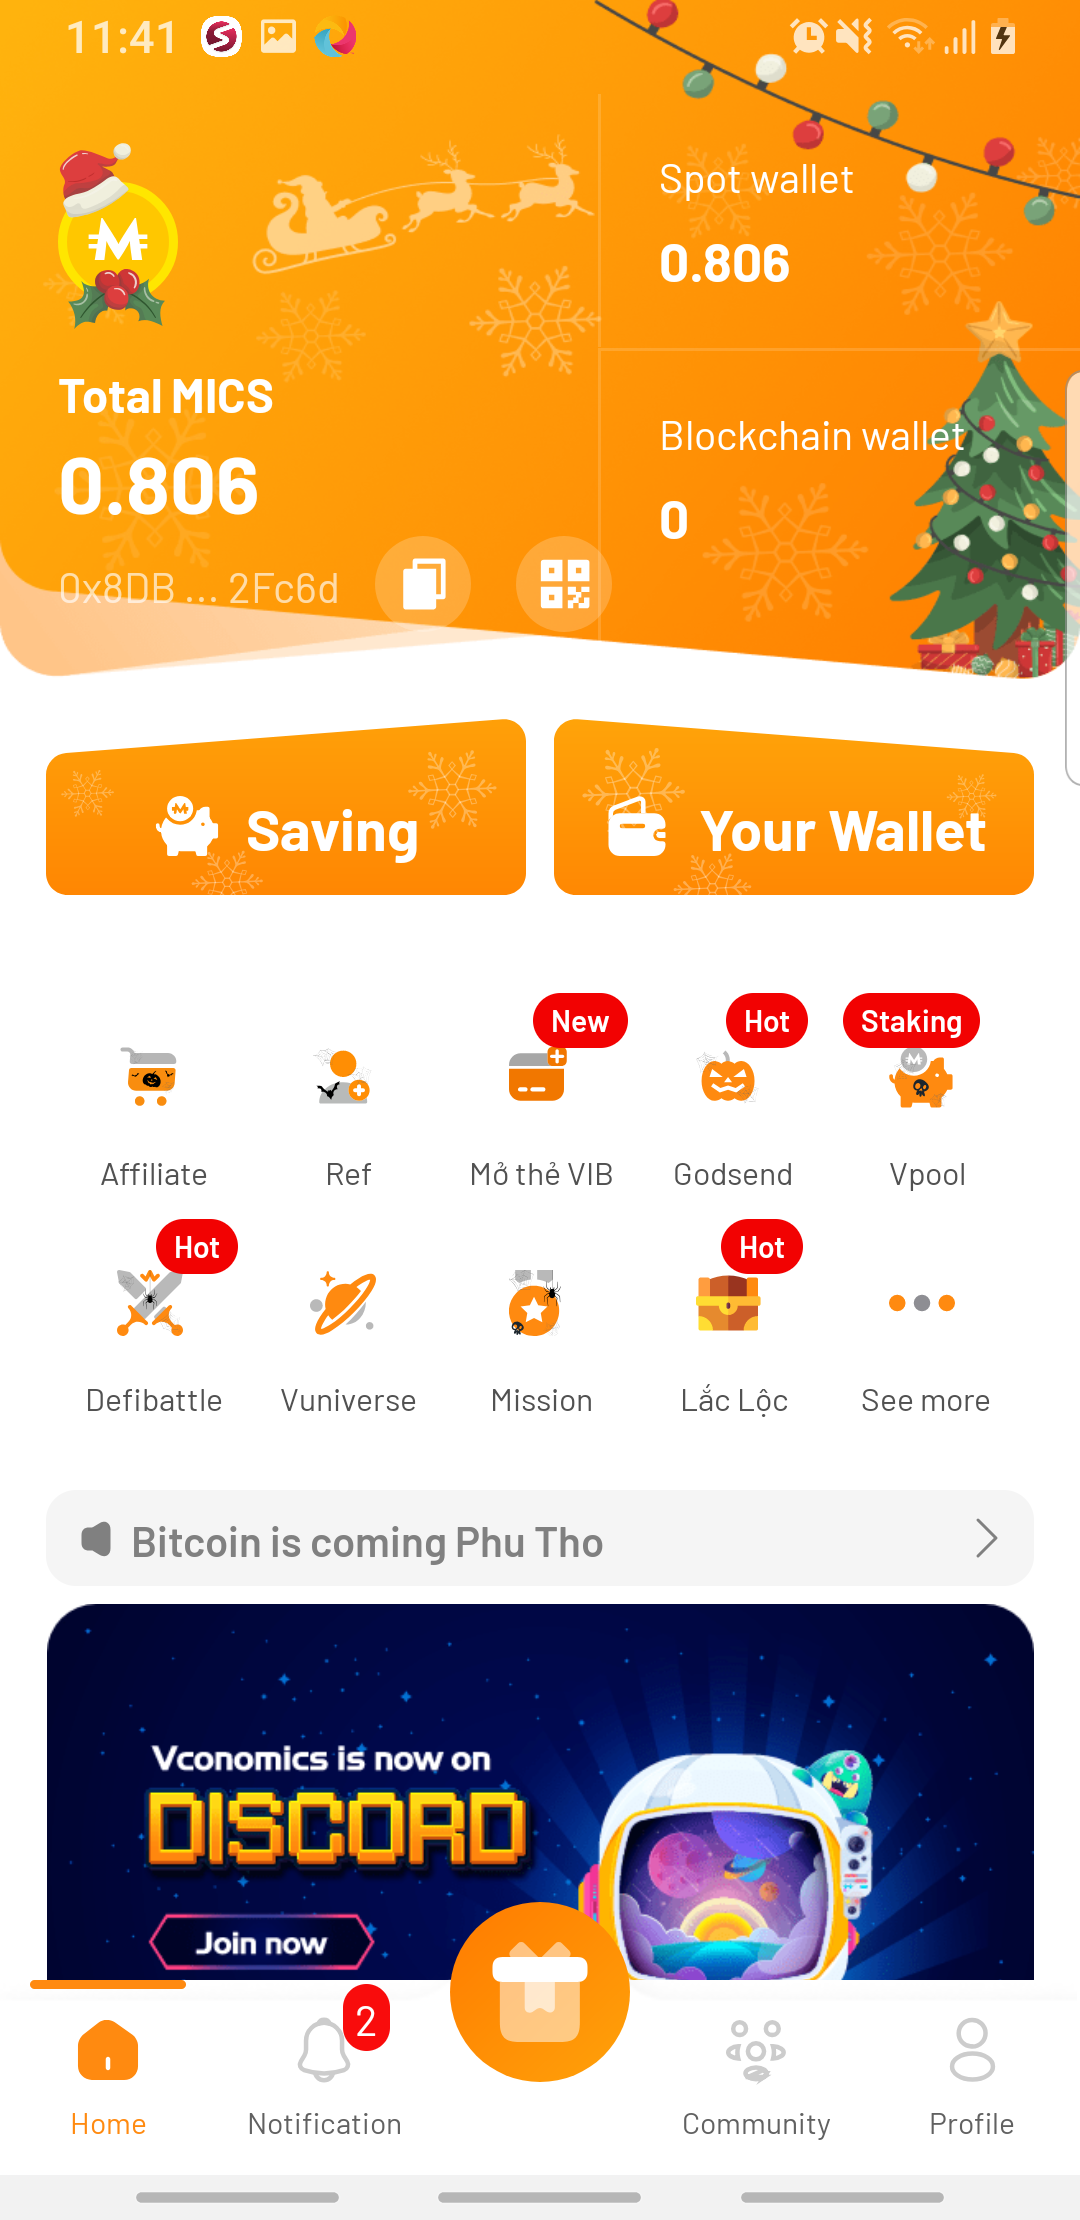 11:41
Spot wallet
0.806
Total MICS
0.806
Blockchain wallet
0
0x8DB ... 2Fc6d
Saving
Your Wallet
New
Hot
Staking
Affiliate
Ref
Mở thẻ VIB
Godsend
Vpool
Hot
Hot
Defibattle
Vuniverse
Mission
Lắc Lộc
See more
Bitcoin is coming Phu Tho
Vconomics is now on
DISCORD
Join now
2
Home
Notification
Community
Profile